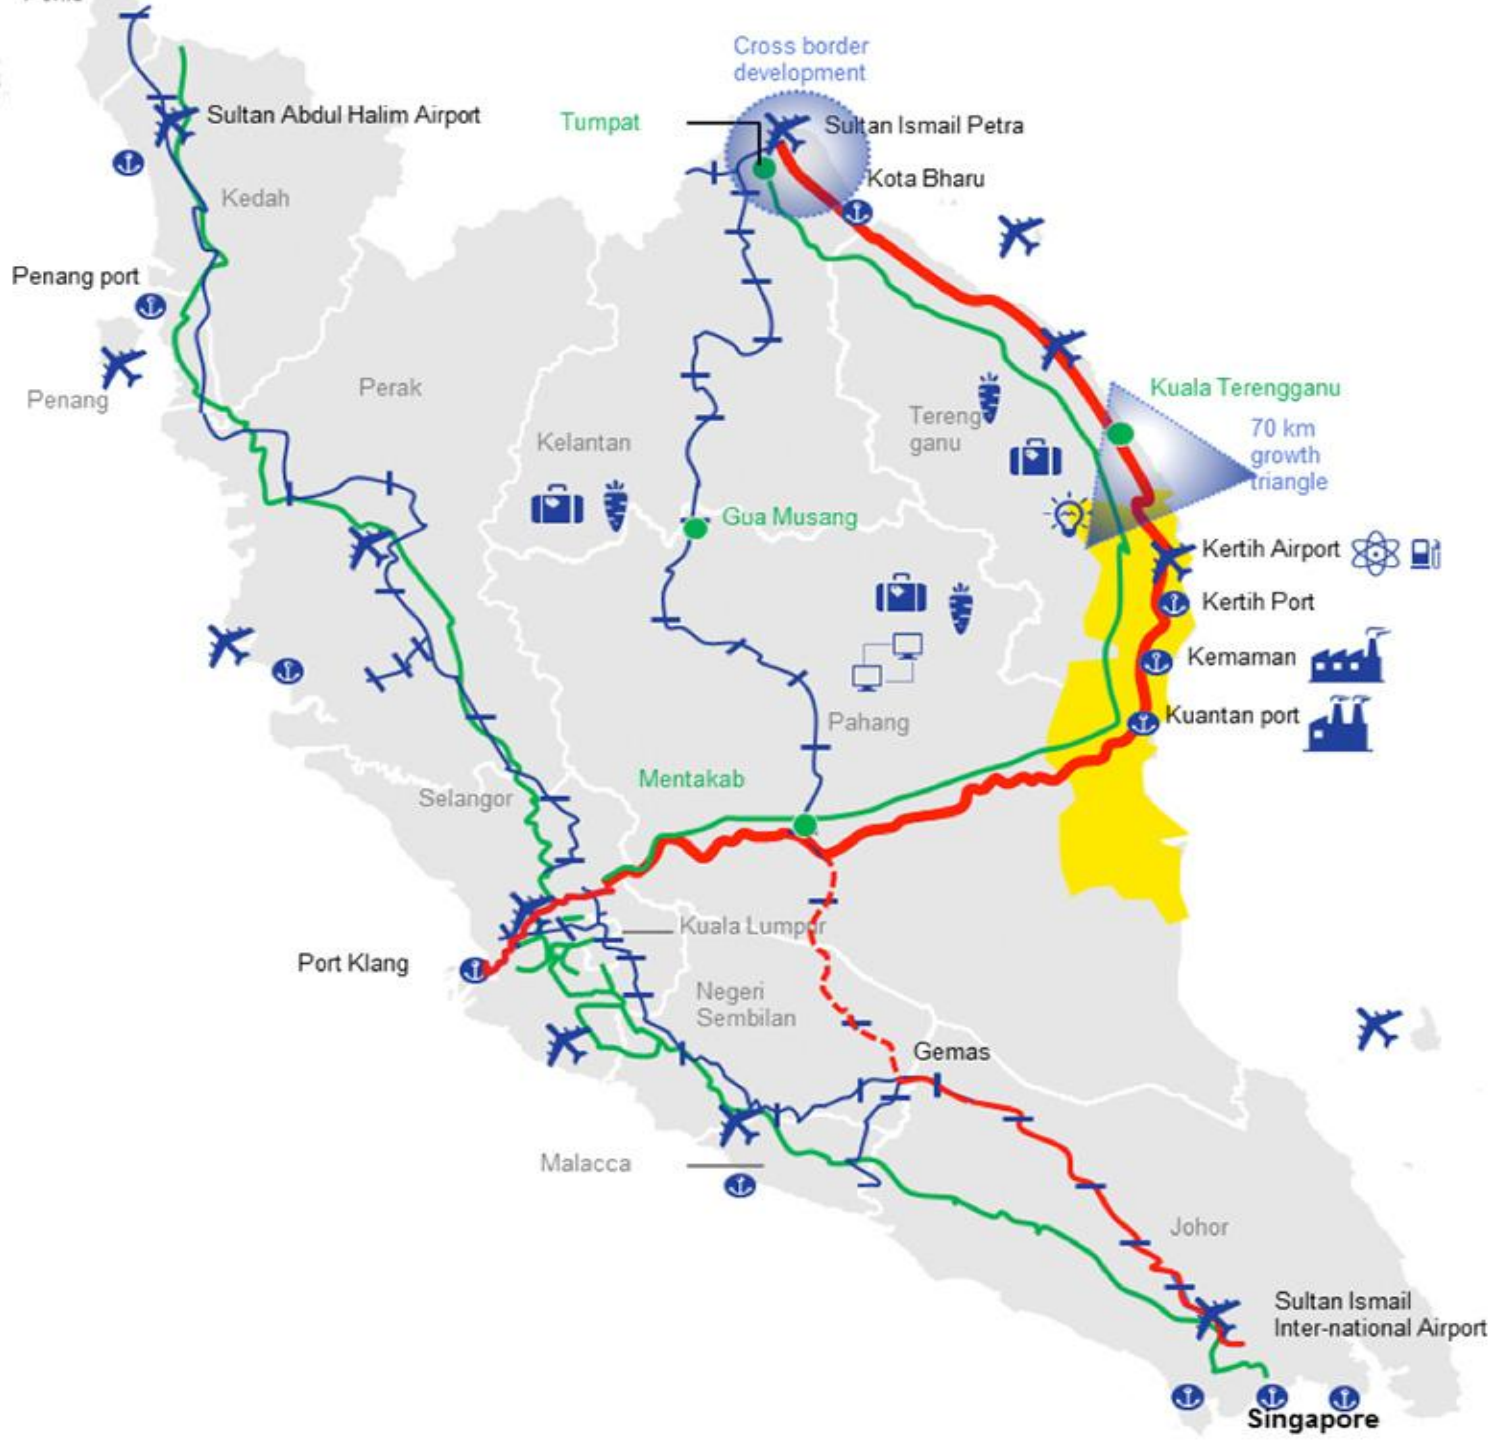 Cross border
development
Sultan Abdul Halim Airport
Tumpat
Sultan Ismail Petra
Kota Bharu
Kedah
Penang port
Penang
Perak
Kuala Terengganu
Tereng
ganu
70 km
growth
triangle
Kelantan
Gua Musang
Kertih Airport
Kertih Port
Kemaman
Kuantan port
Pahang
Mentakab
Selangor
Kuala Lumpur
Port Klang
Negeri
Sembilan
Gemas
Malacca
Johor
Sultan Ismail
Inter-national Airport
Singapore